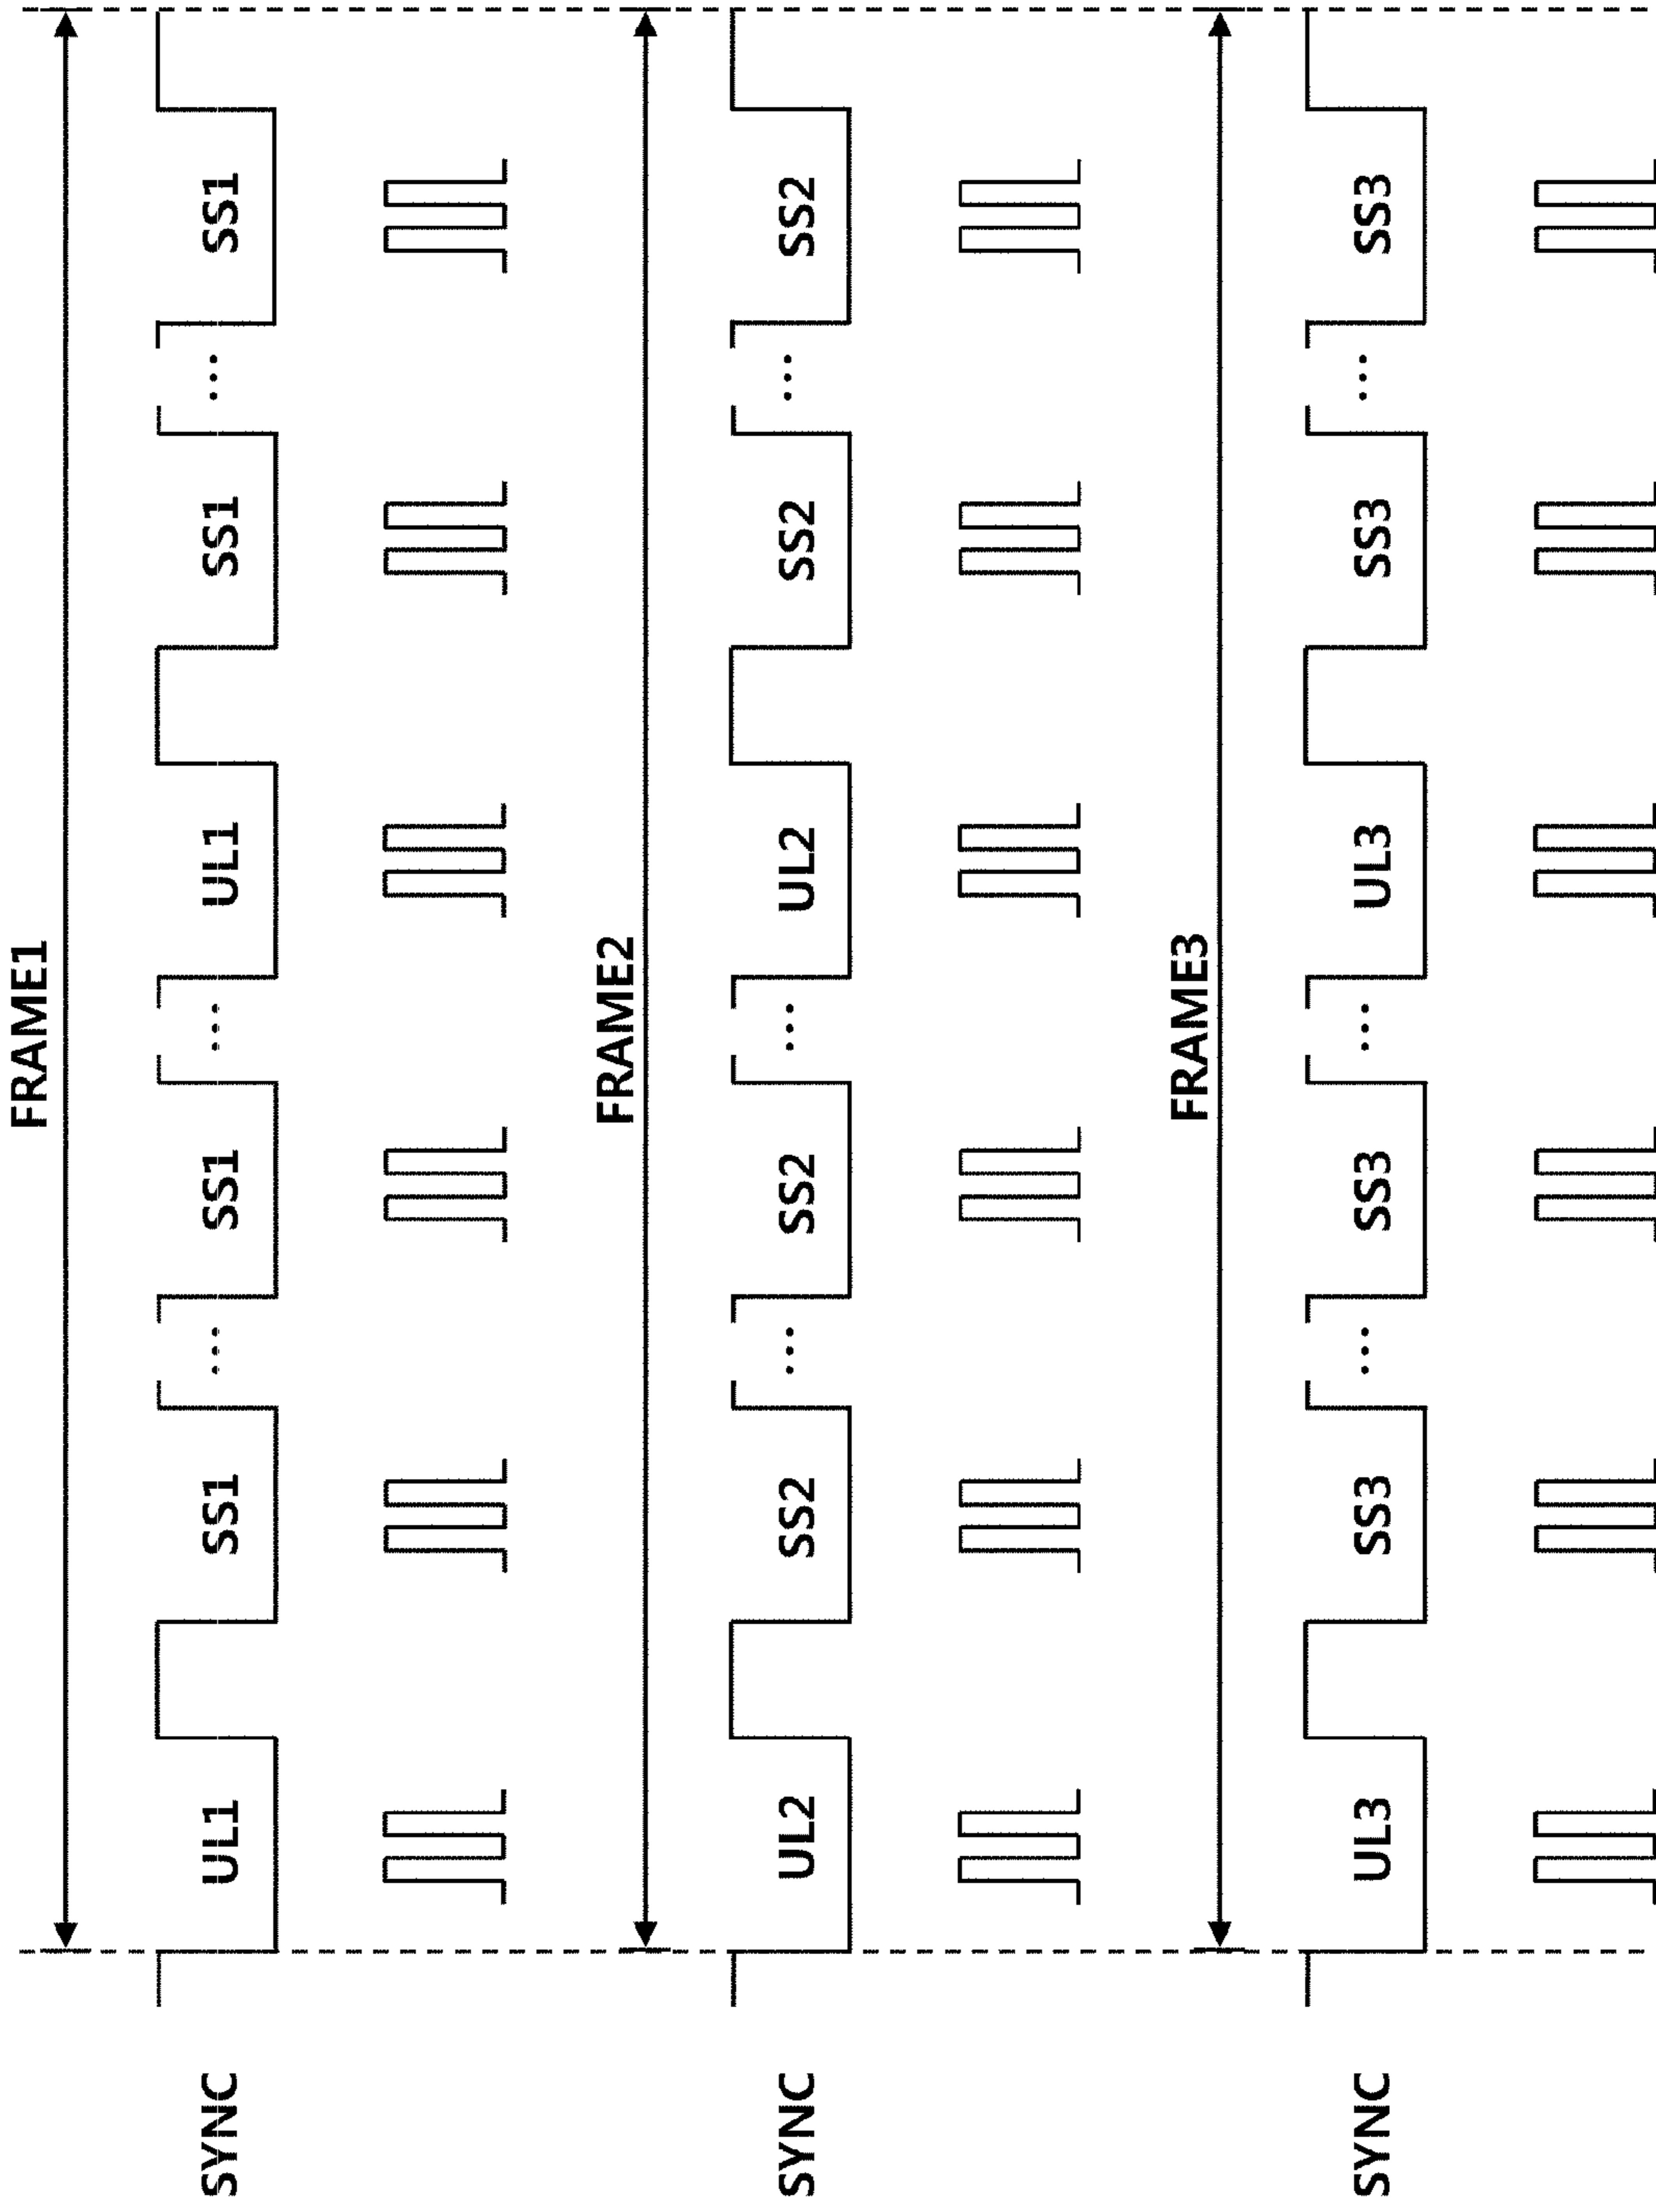 FRAME1
SYNC UL1 SS1 ... SS1 ... UL1 SS1 ... SS1
FRAME2
SYNC UL2 SS2 ... SS2 ... UL2 SS2 ... SS2
FRAME3
SYNC UL3 SS3 ... SS3 ... UL3 SS3 ... SS3